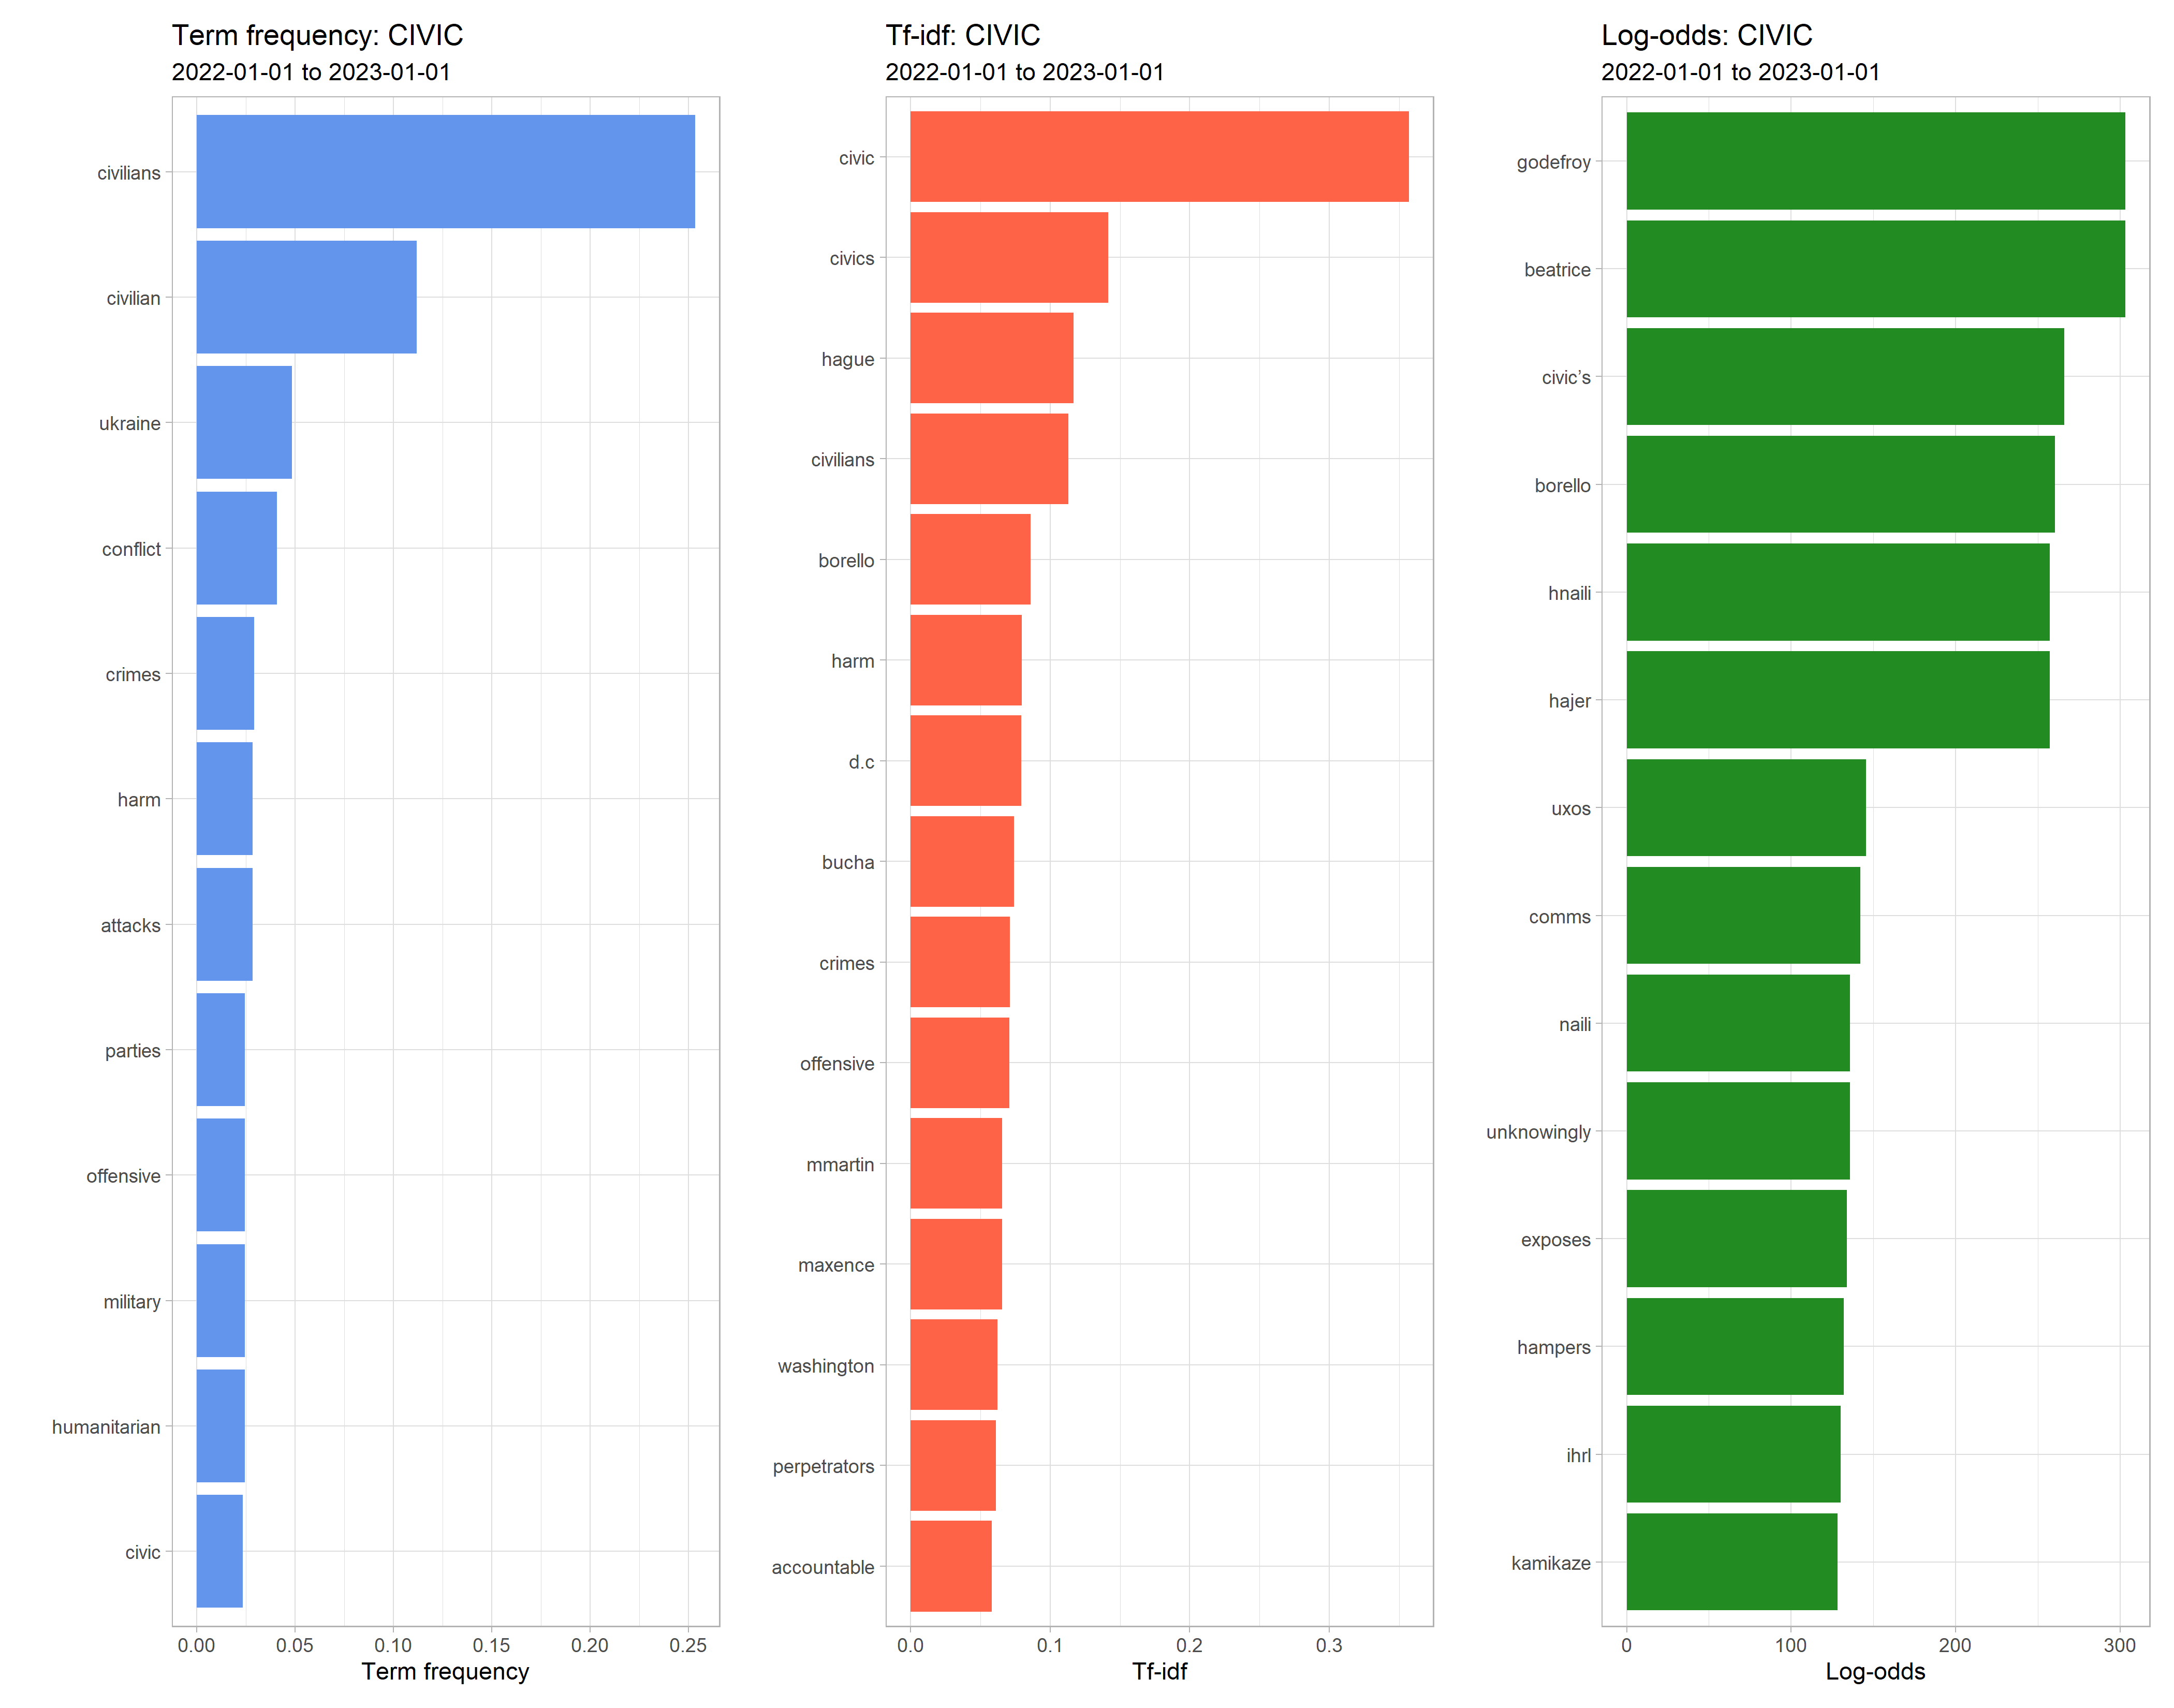 Term frequency: CIVIC
2022-01-01 to 2023-01-01
civilians
civilian
ukraine
conflict
crimes
harm
attacks
parties
offensive
military
humanitarian
civic
0.00 0.05 0.10 0.15 0.20 0.25
Term frequency
Tf-idf: CIVIC
2022-01-01 to 2023-01-01
civic
civics
hague
civilians
borello
harm
d.c
bucha
crimes
offensive
mmartin
maxence
washington
perpetrators
accountable
0.0 0.1 0.2 0.3
Tf-idf
Log-odds: CIVIC
2022-01-01 to 2023-01-01
godefroy
beatrice
civic’s
borello
hnaili
hajer
uxos
comms
naili
unknowingly
exposes
hampers
ihrl
kamikaze
0 100 200 300
Log-odds